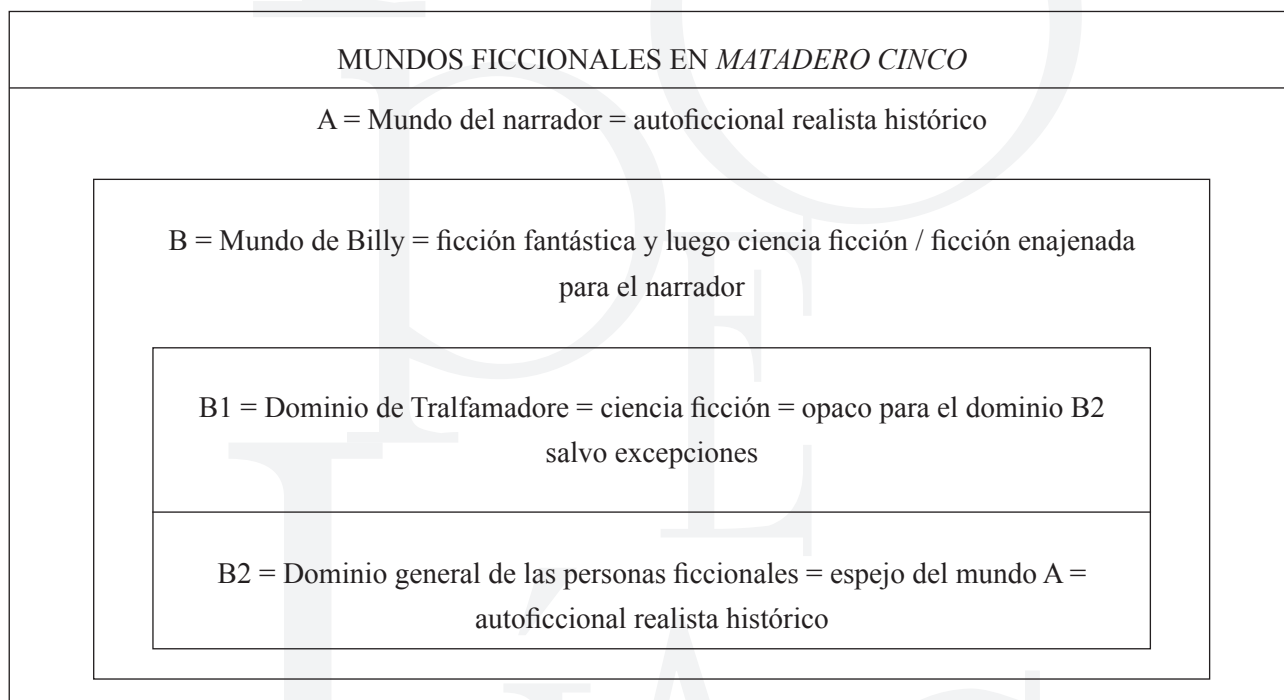 MUNDOS FICCIONALES EN MATADERO CINCO
A = Mundo del narrador = autoficcional realista histórico
B = Mundo de Billy = ficción fantástica y luego ciencia ficción / ficción enajenada
para el narrador
B1 = Dominio de Tralfamadore = ciencia ficción = opaco para el dominio B2
salvo excepciones
B2 = Dominio general de las personas ficcionales = espejo del mundo A =
autoficcional realista histórico